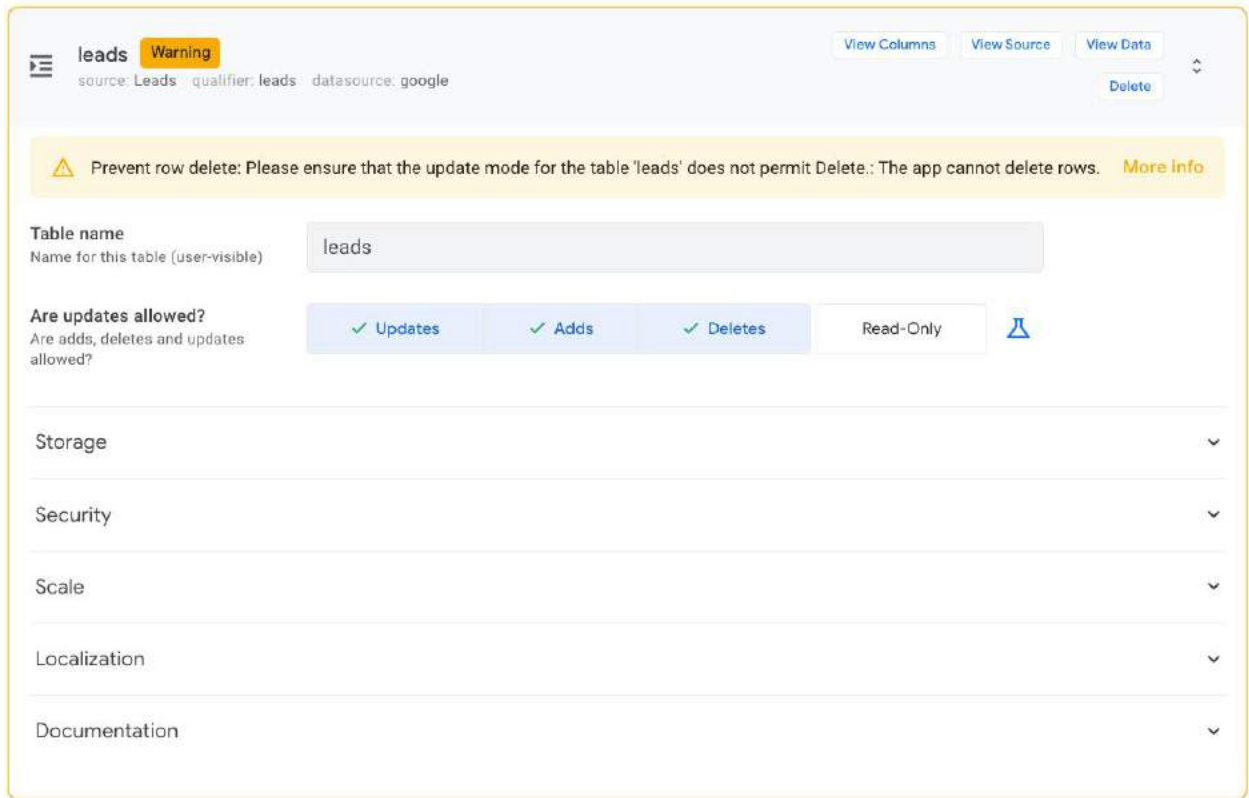 leads Warning
View Columns View Source View Data
source: Leads qualifier: leads datasource: google
Delete
Prevent row delete: Please ensure that the update mode for the table 'leads' does not permit Delete.: The app cannot delete rows. More info
Table name
Name for this table (user-visible)
leads
Are updates allowed?
Are adds, deletes and updates
allowed?
Updates Adds Deletes Read-Only
Storage
Security
Scale
Localization
Documentation